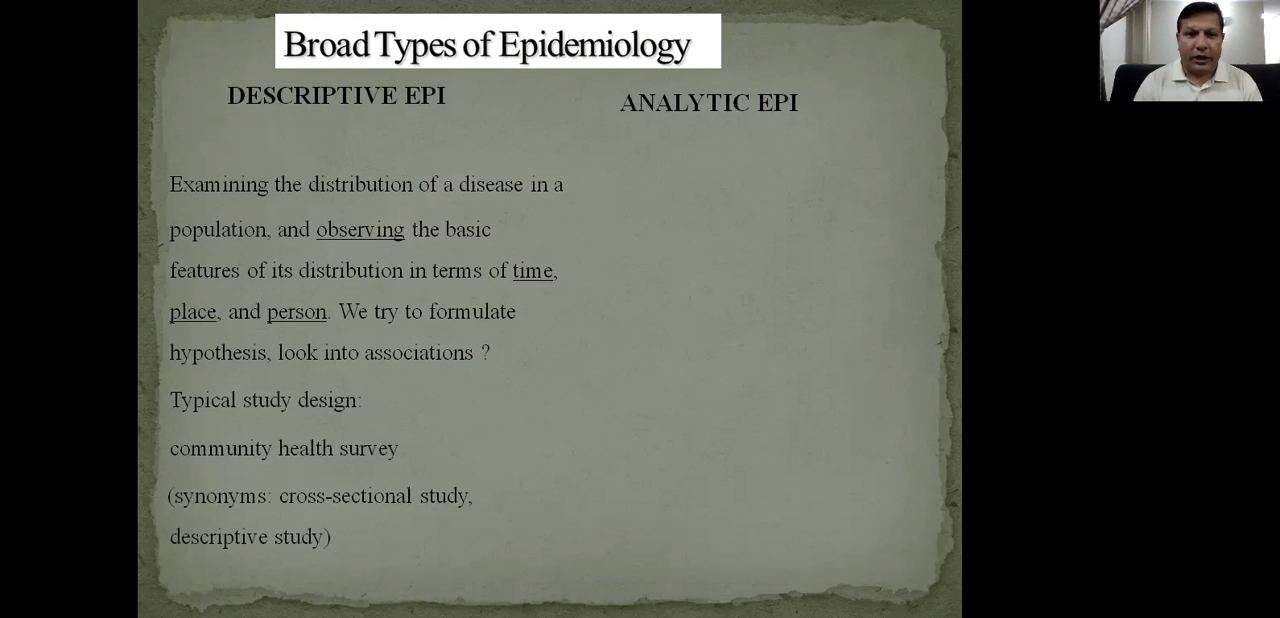 Broad Types of Epidemiology
DESCRIPTIVE EPI
ANALYTIC EPI
Examining the distribution of a disease in a
population, and observing the basic
features of its distribution in terms of time,
place, and person. We try to formulate
hypothesis, look into associations ?
Typical study design:
community health survey
(synonyms: cross-sectional study,
descriptive study)